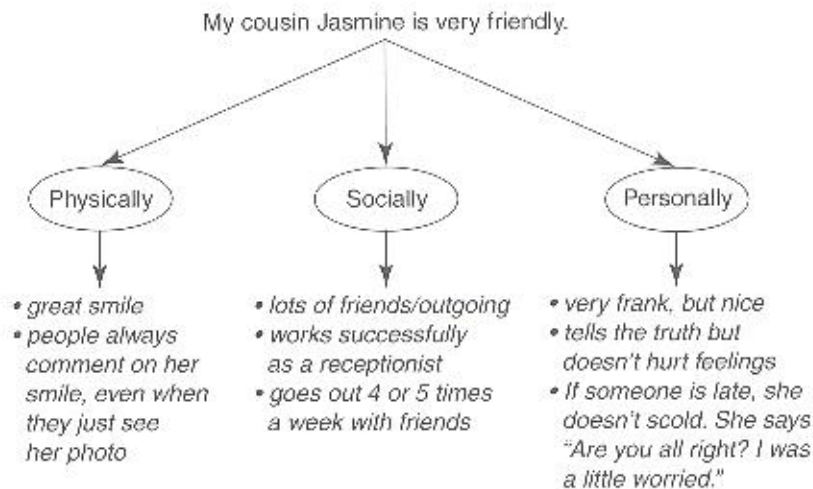 My cousin Jasmine is very friendly.
Physically
Socially
Personally
• great smile
• people always
comment on her
smile, even when
they just see
her photo
• lots of friends/outgoing
• works successfully
as a receptionist
• goes out 4 or 5 times
a week with friends
• very frank, but nice
• tells the truth but
doesn't hurt feelings
• If someone is late, she
doesn't scold. She says
"Are you all right? I was
a little worried."